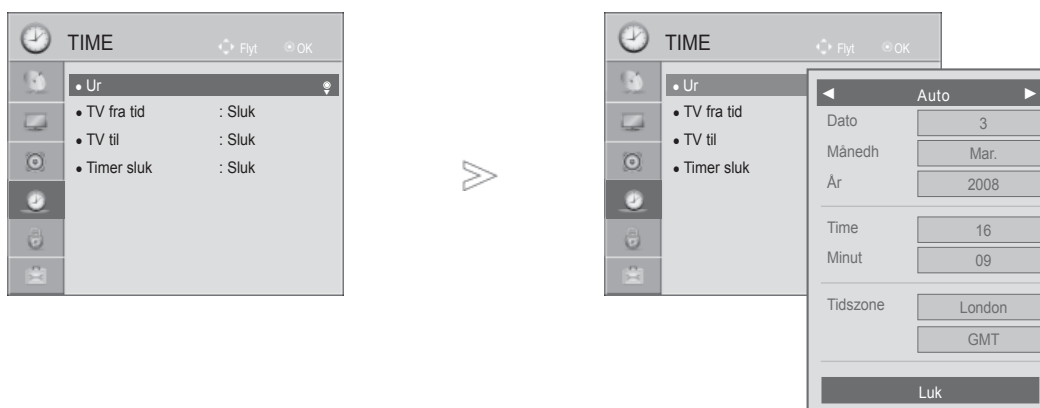 TIME Flyt OK
• Ur
• TV fra tid : Sluk
• TV til : Sluk
• Timer sluk : Sluk
TIME Flyt OK
• Ur
• TV fra tid
• TV til
• Timer sluk
◄ Auto ►
Dato 3
Månedh Mar.
År 2008
Time 16
Minut 09
Tidszone London
GMT
Luk